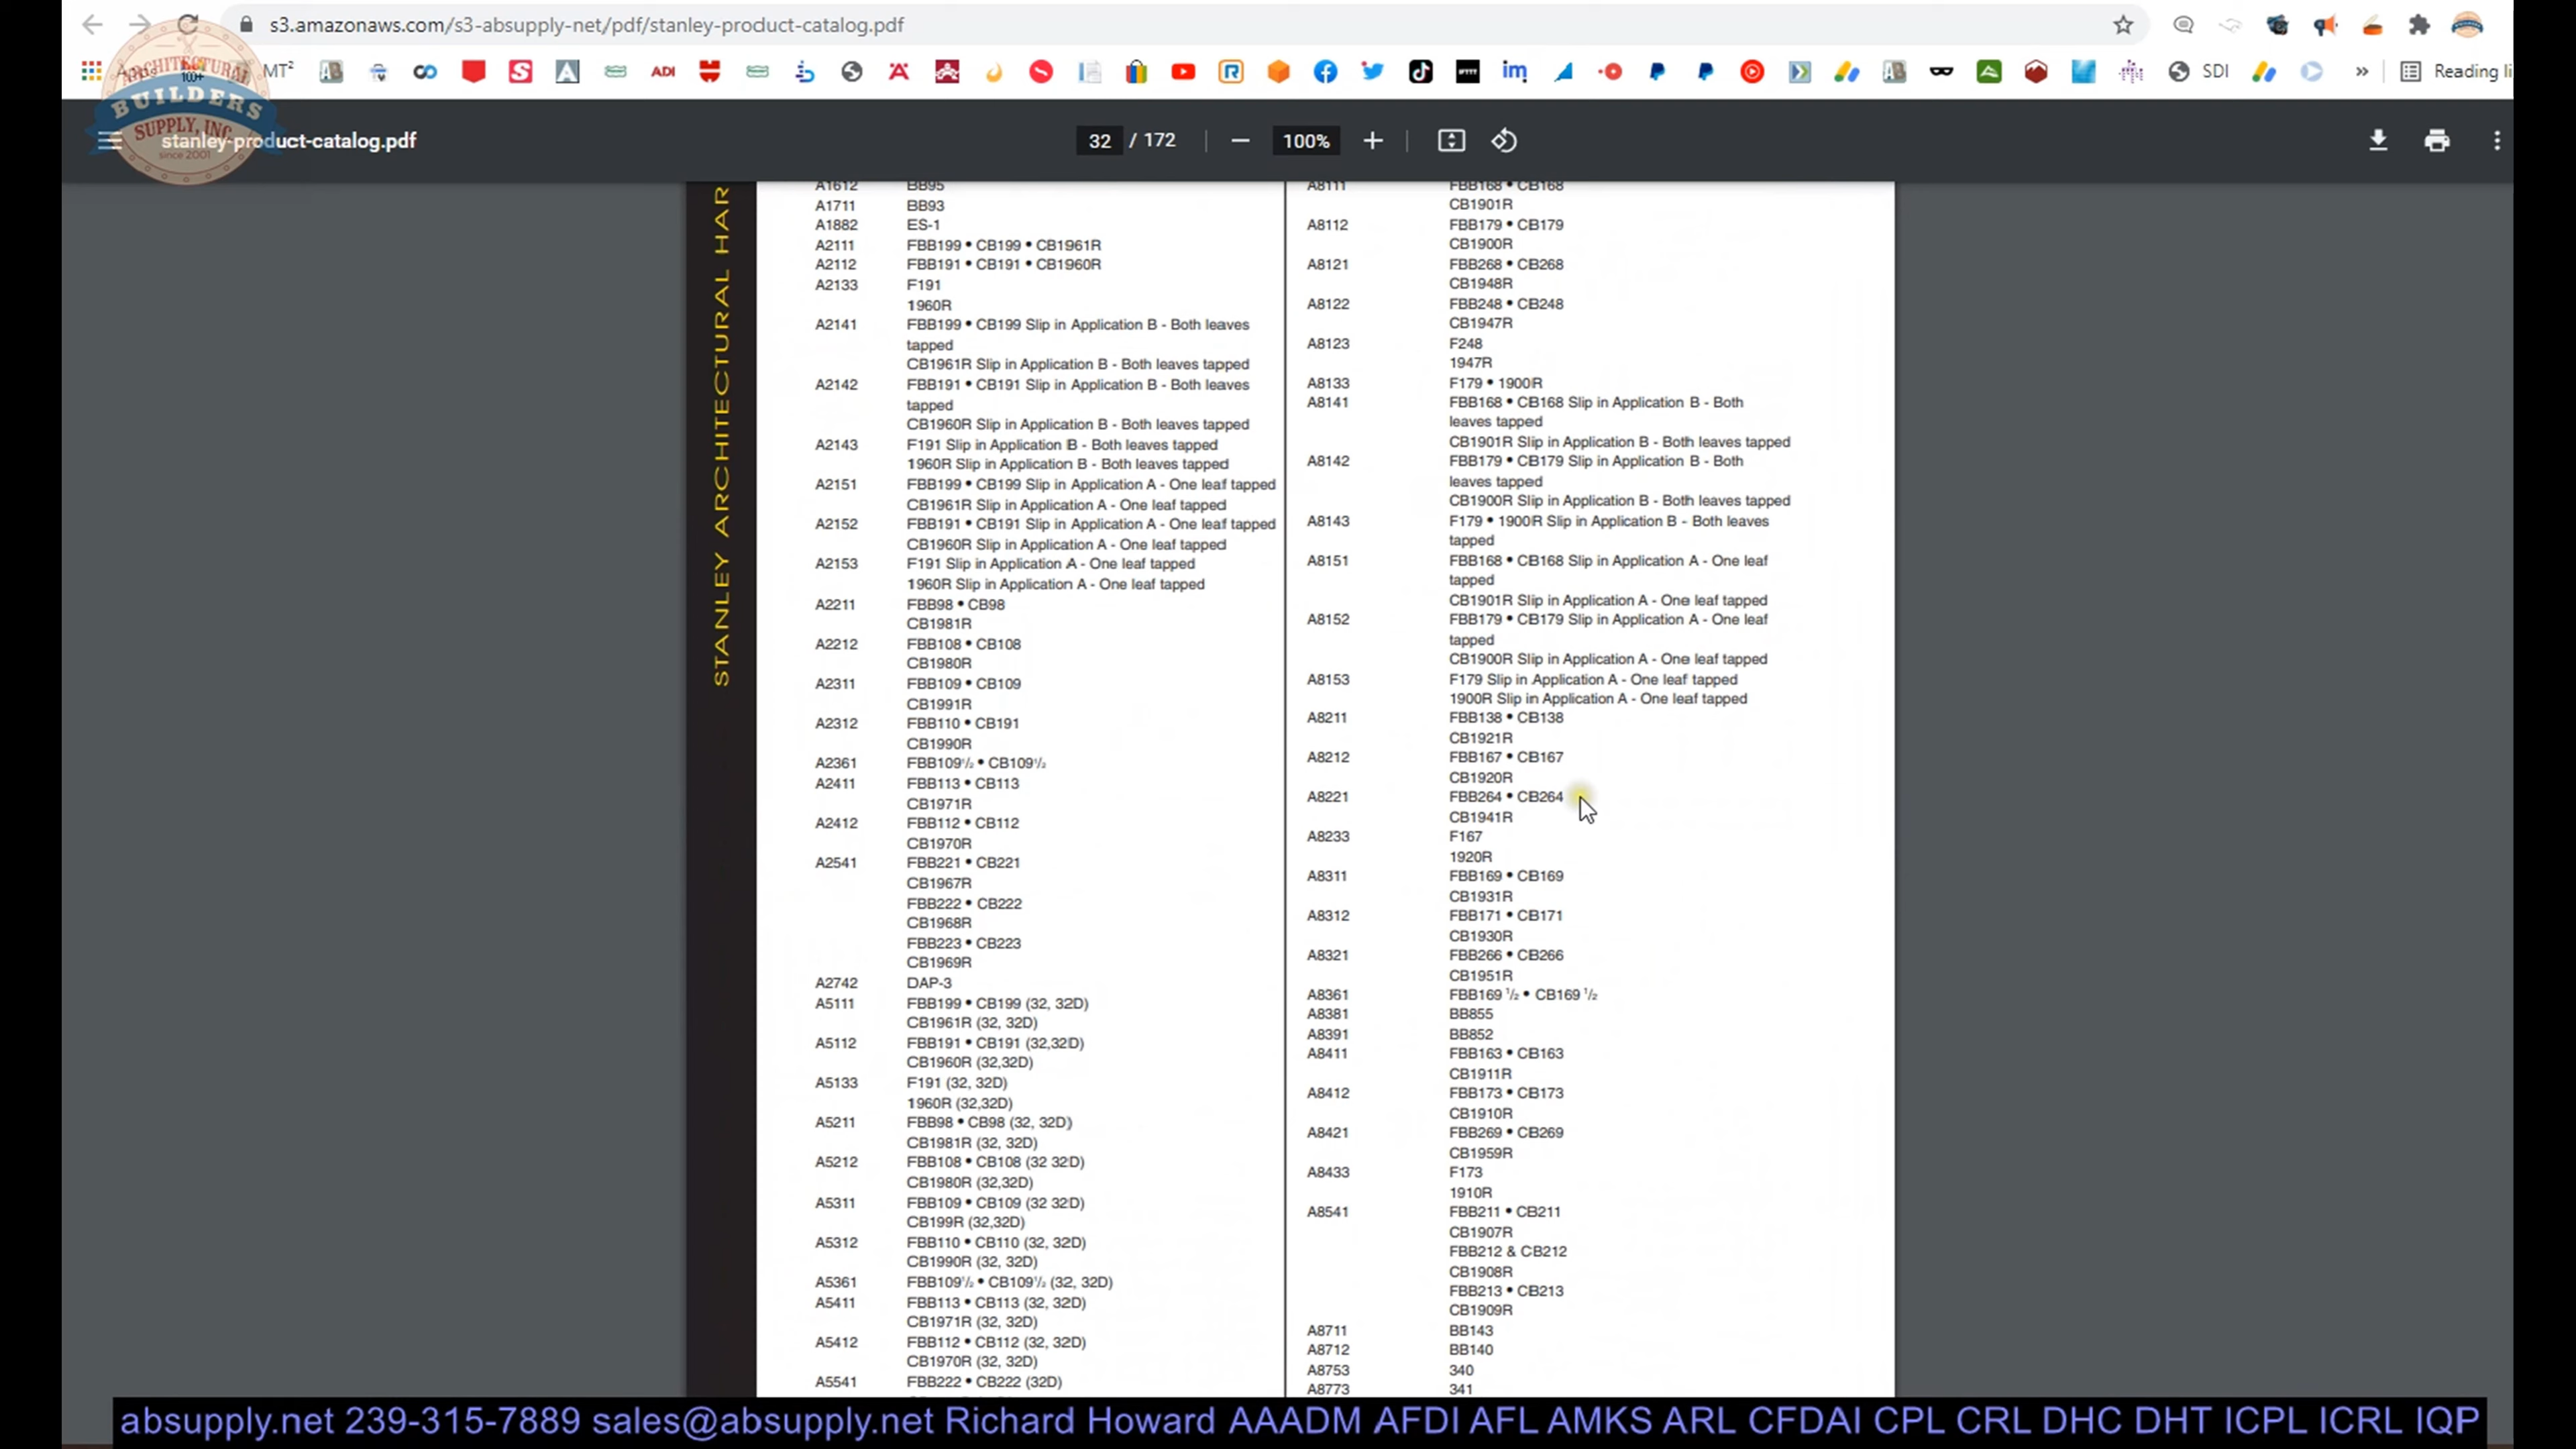 s3.amazonaws.com/s3-absupply-net/pdf/stanley-product-catalog.pdf
MT²
ADI
im
SDI
Reading li
ARCHITECTURAL
100+
BUILDERS
SUPPLY, INC
since 2001
stanley-product-catalog.pdf
32 / 172
100%
STANLEY ARCHITECTURAL HAR
A1612 BB95
A1711 BB93
A1882 ES-1
A2111 FBB199 • CB199 • CB1961R
A2112 FBB191 • CB191 • CB1960R
A2133 F191
1960R
A2141 FBB199 • CB199 Slip in Application B - Both leaves
tapped
CB1961R Slip in Application B - Both leaves tapped
A2142 FBB191 • CB191 Slip in Application B - Both leaves
tapped
CB1960R Slip in Application B - Both leaves tapped
A2143 F191 Slip in Application B - Both leaves tapped
1960R Slip in Application B - Both leaves tapped
A2151 FBB199 • CB199 Slip in Application A - One leaf tapped
CB1961R Slip in Application A - One leaf tapped
A2152 FBB191 • CB191 Slip in Application A - One leaf tapped
CB1960R Slip in Application A - One leaf tapped
A2153 F191 Slip in Application A - One leaf tapped
1960R Slip in Application A - One leaf tapped
A2211 FBB98 • CB98
CB1981R
A2212 FBB108 • CB108
CB1980R
A2311 FBB109 • CB109
CB1991R
A2312 FBB110 • CB191
CB1990R
A2361 FBB109½ • CB109½
A2411 FBB113 • CB113
CB1971R
A2412 FBB112 • CB112
CB1970R
A2541 FBB221 • CB221
CB1967R
FBB222 • CB222
CB1968R
FBB223 • CB223
CB1969R
A2742 DAP-3
A5111 FBB199 • CB199 (32, 32D)
CB1961R (32, 32D)
A5112 FBB191 • CB191 (32,32D)
CB1960R (32,32D)
A5133 F191 (32, 32D)
1960R (32,32D)
A5211 FBB98 • CB98 (32, 32D)
CB1981R (32, 32D)
A5212 FBB108 • CB108 (32 32D)
CB1980R (32,32D)
A5311 FBB109 • CB109 (32 32D)
CB199R (32,32D)
A5312 FBB110 • CB110 (32, 32D)
CB1990R (32, 32D)
A5361 FBB109½ • CB109½ (32, 32D)
A5411 FBB113 • CB113 (32, 32D)
CB1971R (32, 32D)
A5412 FBB112 • CB112 (32, 32D)
CB1970R (32, 32D)
A5541 FBB222 • CB222 (32D)
A8111 FBB168 • CB168
CB1901R
A8112 FBB179 • CB179
CB1900R
A8121 FBB268 • CB268
CB1948R
A8122 FBB248 • CB248
CB1947R
A8123 F248
1947R
A8133 F179 • 1900R
A8141 FBB168 • CB168 Slip in Application B - Both
leaves tapped
CB1901R Slip in Application B - Both leaves tapped
A8142 FBB179 • CB179 Slip in Application B - Both
leaves tapped
CB1900R Slip in Application B - Both leaves tapped
A8143 F179 • 1900R Slip in Application B - Both leaves
tapped
A8151 FBB168 • CB168 Slip in Application A - One leaf
tapped
CB1901R Slip in Application A - One leaf tapped
A8152 FBB179 • CB179 Slip in Application A - One leaf
tapped
CB1900R Slip in Application A - One leaf tapped
A8153 F179 Slip in Application A - One leaf tapped
1900R Slip in Application A - One leaf tapped
A8211 FBB138 • CB138
CB1921R
A8212 FBB167 • CB167
CB1920R
A8221 FBB264 • CB264
CB1941R
A8233 F167
1920R
A8311 FBB169 • CB169
CB1931R
A8312 FBB171 • CB171
CB1930R
A8321 FBB266 • CB266
CB1951R
A8361 FBB169 ½ • CB169 ½
A8381 BB855
A8391 BB852
A8411 FBB163 • CB163
CB1911R
A8412 FBB173 • CB173
CB1910R
A8421 FBB269 • CB269
CB1959R
A8433 F173
1910R
A8541 FBB211 • CB211
CB1907R
FBB212 & CB212
CB1908R
FBB213 • CB213
CB1909R
A8711 BB143
A8712 BB140
A8753 340
A8773 341
absupply.net 239-315-7889 sales@absupply.net Richard Howard AAADM AFDI AFL AMKS ARL CFDAI CPL CRL DHC DHT ICPL ICRL IQP